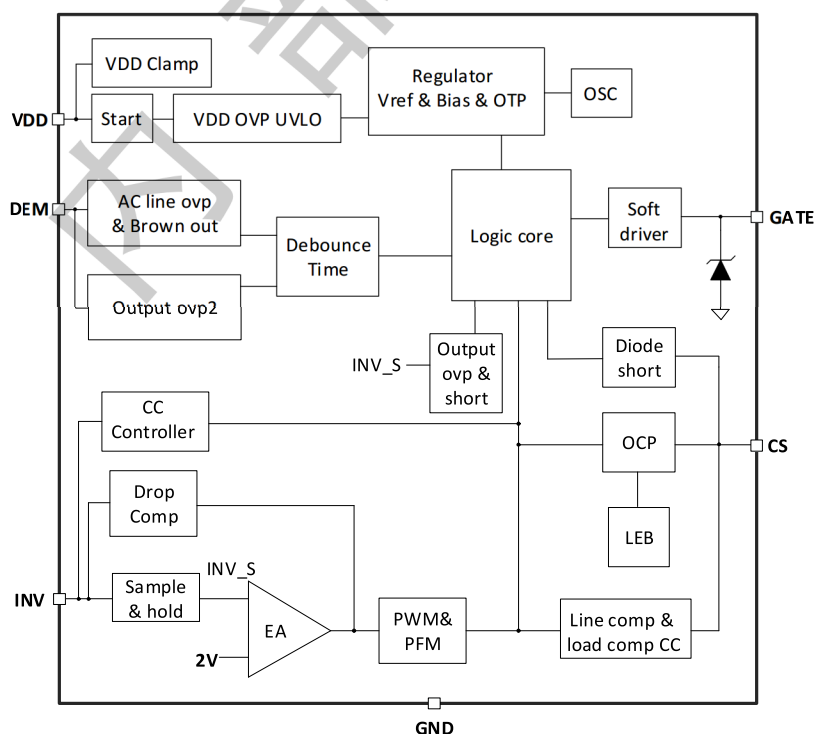 VDD Clamp
Regulator
Vref & Bias & OTP
OSC
VDD
Start
VDD OVP UVLO
DEM
AC line ovp
& Brown out
Debounce
Time
Logic core
Soft
driver
GATE
Output ovp2
INV_S
Output
ovp &
short
Diode
short
CC
Controller
OCP
CS
Drop
Comp
LEB
INV
Sample
& hold
INV_S
EA
2V
PWM&
PFM
Line comp &
load comp CC
GND
内